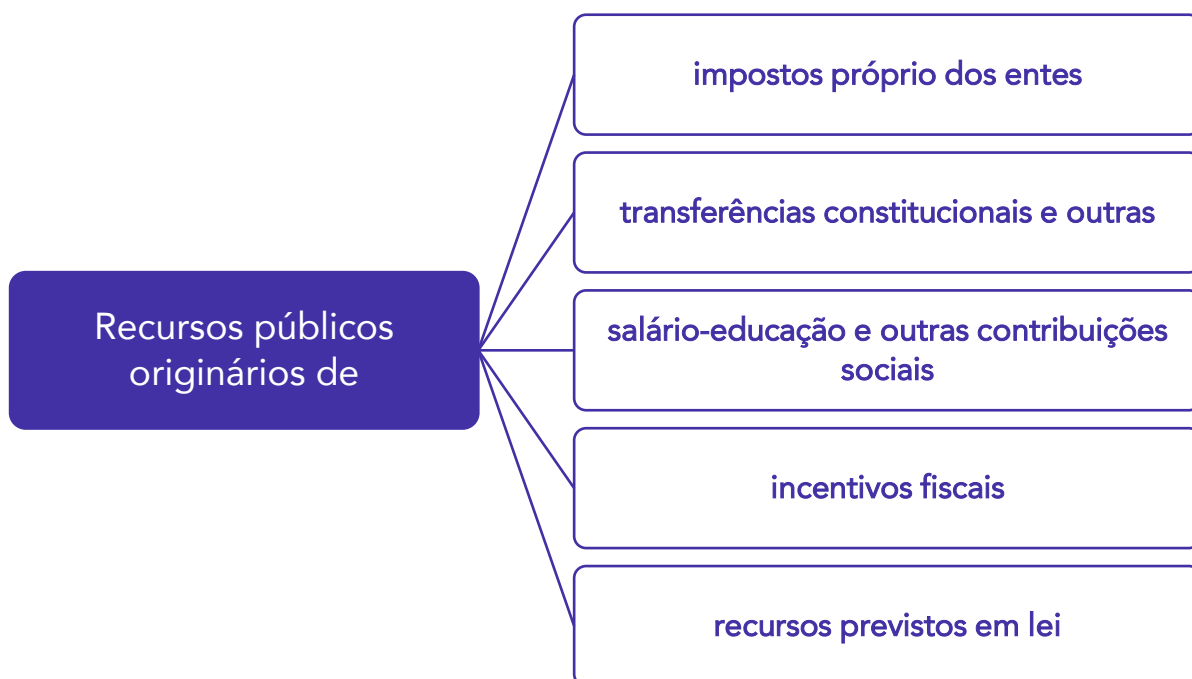 Recursos públicos
originários de
impostos próprio dos entes
transferências constitucionais e outras
salário-educação e outras contribuições
sociais
incentivos fiscais
recursos previstos em lei